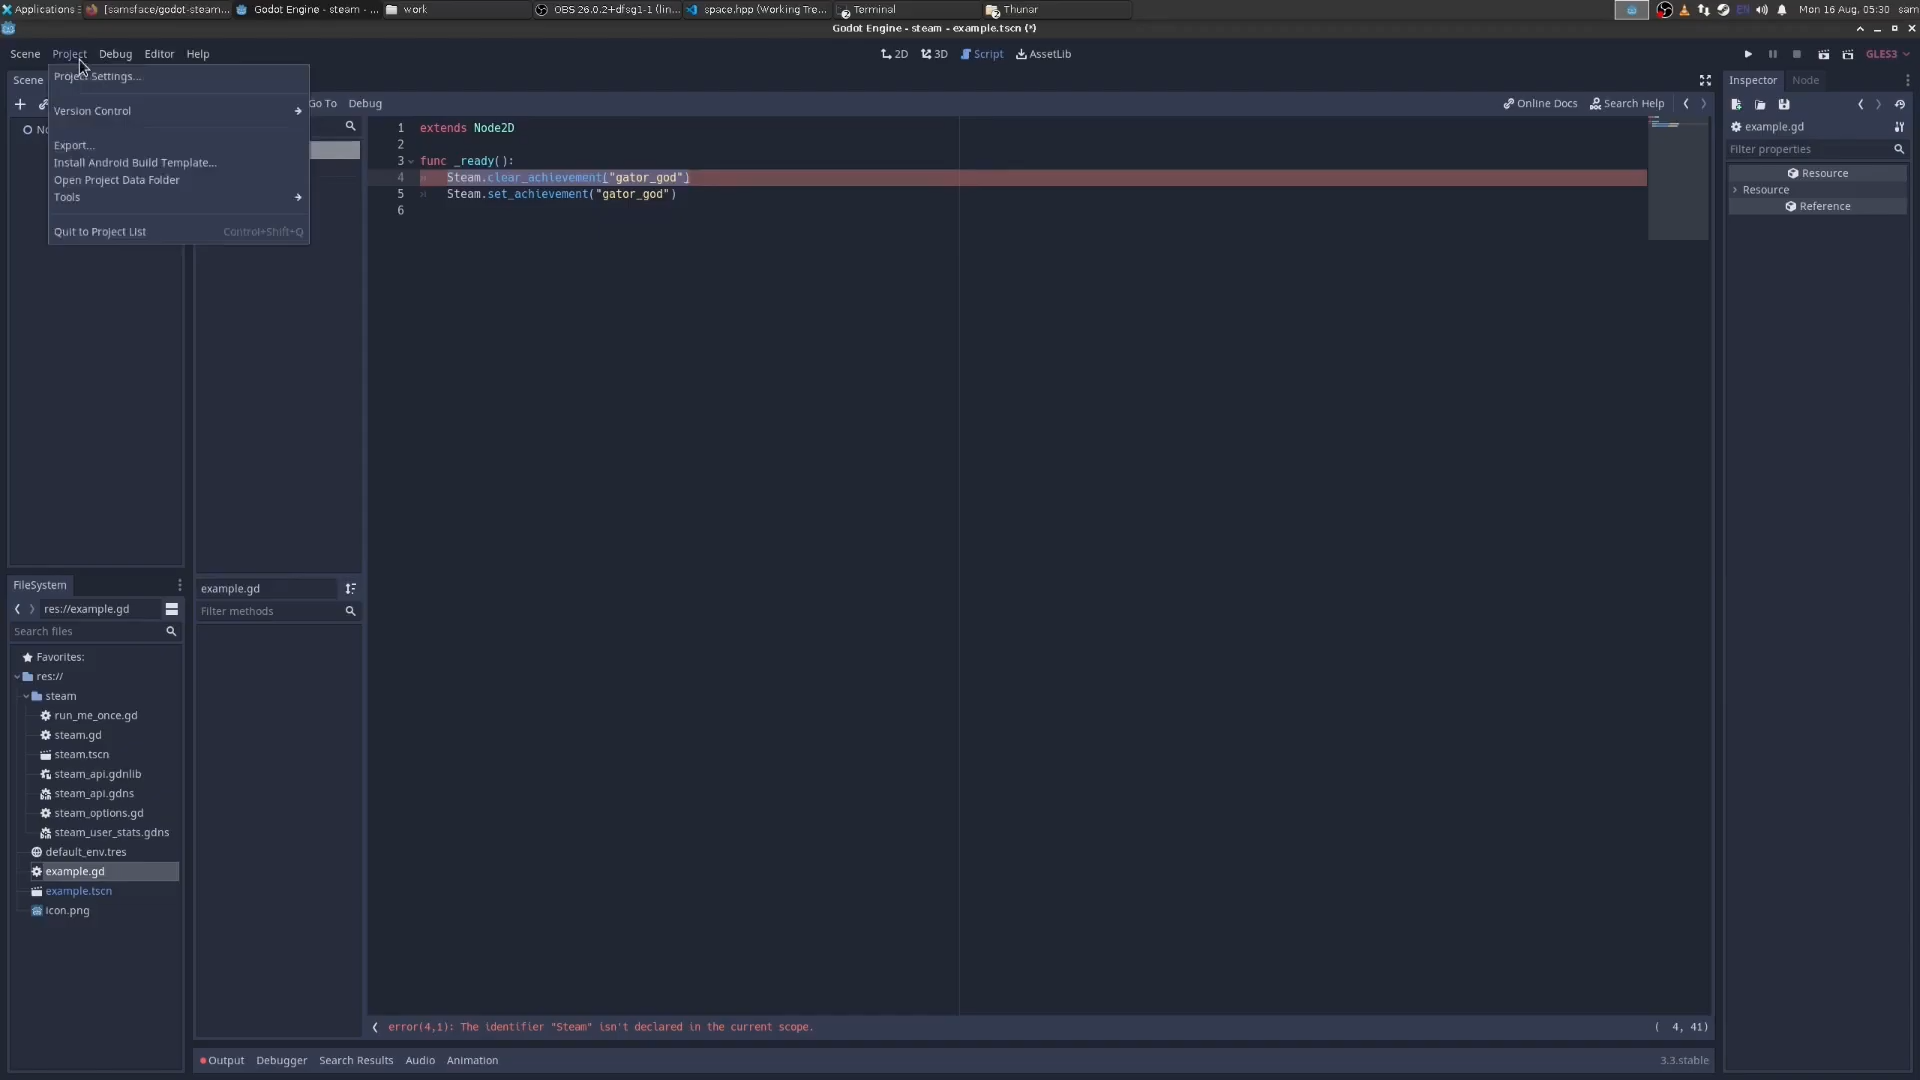 Applications
[samsface/godot-steam...
Godot Engine - steam - ...
work
OBS 26.0.2+dfsg1-1 (lin...
space.hpp (Working Tre...
Terminal
Thunar
EN
Mon 16 Aug, 05:30 sam
Godot Engine - steam - example.tscn (*)
Scene Project Debug Editor Help
2D 3D Script AssetLib
GLES3
Scene
Project Settings...
Version Control
Export...
Install Android Build Template...
Open Project Data Folder
Tools
Quit to Project List Control+Shift+Q
Go To Debug
Online Docs Search Help
1 extends Node2D
2
3 func _ready():
4 Steam.clear_achievement("gator_god")
5 Steam.set_achievement("gator_god")
6
Inspector Node
example.gd
Filter properties
Resource
Resource
Reference
FileSystem
res://example.gd
Search files
Favorites:
res://
steam
run_me_once.gd
steam.gd
steam.tscn
steam_api.gdnlib
steam_api.gdns
steam_options.gd
steam_user_stats.gdns
default_env.tres
example.gd
example.tscn
icon.png
example.gd
Filter methods
error(4,1): The identifier "Steam" isn't declared in the current scope.
( 4, 41)
Output Debugger Search Results Audio Animation
3.3.stable